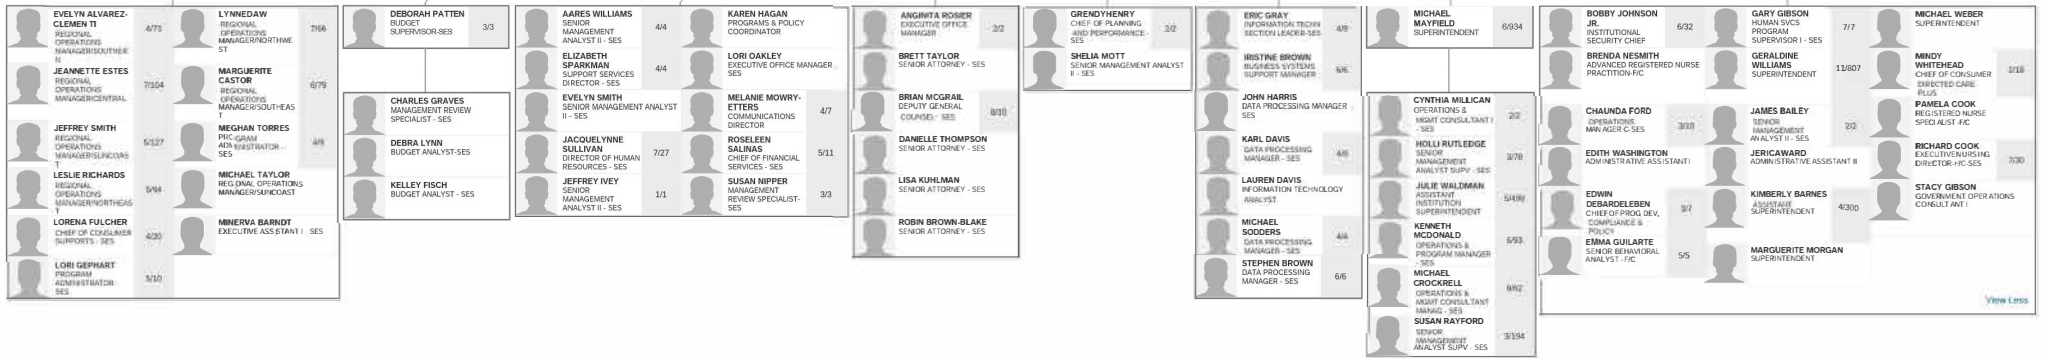 EVELYN ALVAREZ-
CLEMENTI
REGIONAL
OPERATIONS
MANAGER/SOUTHER
N
4/71
JEANNETTE ESTES
REGIONAL
OPERATIONS
MANAGER/CENTRAL
7/104
JEFFREY SMITH
REGIONAL
OPERATIONS
MANAGER/SUNCOAS
T
5/127
LESLIE RICHARDS
REGIONAL
OPERATIONS
MANAGER/NORTHEAS
T
5/94
LORENA FULCHER
CHIEF OF CONSUMER
SUPPORTS - SES
4/20
LORI GEPHART
PROGRAM
ADMINISTRATOR-
SES
5/10
LYNNEDAW
REGIONAL
OPERATIONS
MANAGER/NORTHWE
ST
7/66
MARGUERITE
CASTOR
REGIONAL
OPERATIONS
MANAGER/SOUTHEAS
T
6/79
MEGHAN TORRES
PROGRAM
ADMINISTRATOR -
SES
4/9
MICHAEL TAYLOR
REGIONAL OPERATIONS
MANAGER/SUNCOAST
MINERVA BARNDT
EXECUTIVE ASSISTANT I SES
DEBORAH PATTEN
BUDGET
SUPERVISOR-SES
3/3
CHARLES GRAVES
MANAGEMENT REVIEW
SPECIALIST - SES
DEBRA LYNN
BUDGET ANALYST-SES
KELLEY FISCH
BUDGET ANALYST - SES
AARES WILLIAMS
SENIOR
MANAGEMENT
ANALYST II - SES
4/4
ELIZABETH
SPARKMAN
SUPPORT SERVICES
DIRECTOR - SES
4/4
EVELYN SMITH
SENIOR MANAGEMENT ANALYST
II - SES
JACQUELYNNE
SULLIVAN
DIRECTOR OF HUMAN
RESOURCES - SES
7/27
JEFFREY IVEY
SENIOR
MANAGEMENT
ANALYST II - SES
1/1
KAREN HAGAN
PROGRAMS & POLICY
COORDINATOR
LORI OAKLEY
EXECUTIVE OFFICE MANAGER
SES
MELANIE MOWRY-
ETTERS
COMMUNICATIONS
DIRECTOR
4/7
ROSELEEN
SALINAS
CHIEF OF FINANCIAL
SERVICES - SES
5/11
SUSAN NIPPER
MANAGEMENT
REVIEW SPECIALIST-
SES
3/3
ANGINITA ROSIER
EXECUTIVE OFFICE
MANAGER
2/2
BRETT TAYLOR
SENIOR ATTORNEY - SES
BRIAN MCGRAIL
DEPUTY GENERAL
COUNSEL - SES
8/10
DANIELLE THOMPSON
SENIOR ATTORNEY - SES
LISA KUHLMAN
SENIOR ATTORNEY - SES
ROBIN BROWN-BLAKE
SENIOR ATTORNEY - SES
GRENDYHENRY
CHIEF OF PLANNING
AND PERFORMANCE -
SES
2/2
SHELIA MOTT
SENIOR MANAGEMENT ANALYST
II - SES
ERIC GRAY
INFORMATION TECHN
SECTION LEADER-SES
4/9
IRISTINE BROWN
BUSINESS SYSTEMS
SUPPORT MANAGER
6/6
JOHN HARRIS
DATA PROCESSING MANAGER
SES
KARL DAVIS
DATA PROCESSING
MANAGER - SES
4/8
LAUREN DAVIS
INFORMATION TECHNOLOGY
ANALYST
MICHAEL
SODDERS
DATA PROCESSING
MANAGER - SES
4/4
STEPHEN BROWN
DATA PROCESSING
MANAGER - SES
6/6
MICHAEL
MAYFIELD
SUPERINTENDENT
6/934
CYNTHIA MILLICAN
OPERATIONS &
MGMT CONSULTANT I
- SES
2/2
HOLLI RUTLEDGE
SENIOR
MANAGEMENT
ANALYST SUPV - SES
3/78
JULIE WALDMAN
ASSISTANT
INSTITUTION
SUPERINTENDENT
5/499
KENNETH
MCDONALD
OPERATIONS &
PROGRAM MANAGER
- SES
6/93
MICHAEL
CROCKRELL
OPERATIONS &
MGMT CONSULTANT
MANAG - SES
8/62
SUSAN RAYFORD
SENIOR
MANAGEMENT
ANALYST SUPV - SES
3/194
BOBBY JOHNSON
JR.
INSTITUTIONAL
SECURITY CHIEF
6/32
BRENDA NESMITH
ADVANCED REGISTERED NURSE
PRACTITION-F/C
CHAUNDA FORD
OPERATIONS
MANAGER C-SES
3/10
EDITH WASHINGTON
ADMINISTRATIVE ASSISTANT I
EDWIN
DEBARDELEBEN
CHIEF OF PROG DEV,
COMPLIANCE &
POLICY
3/7
EMMA GUILARTE
SENIOR BEHAVIORAL
ANALYST - F/C
5/5
GARY GIBSON
HUMAN SVCS
PROGRAM
SUPERVISOR I - SES
7/7
GERALDINE
WILLIAMS
SUPERINTENDENT
11/807
JAMES BAILEY
SENIOR
MANAGEMENT
ANALYST II - SES
2/2
JERICAWARD
ADMINISTRATIVE ASSISTANT II
KIMBERLY BARNES
ASSISTANT
SUPERINTENDENT
4/300
MARGUERITE MORGAN
SUPERINTENDENT
MICHAEL WEBER
SUPERINTENDENT
MINDY
WHITEHEAD
CHIEF OF CONSUMER
DIRECTED CARE
PLUS
1/18
PAMELA COOK
REGISTERED NURSE
SPECIALIST -F/C
RICHARD COOK
EXECUTIVE NURSING
DIRECTOR-F/C-SES
7/30
STACY GIBSON
GOVERNMENT OPERATIONS
CONSULTANT I
View Less